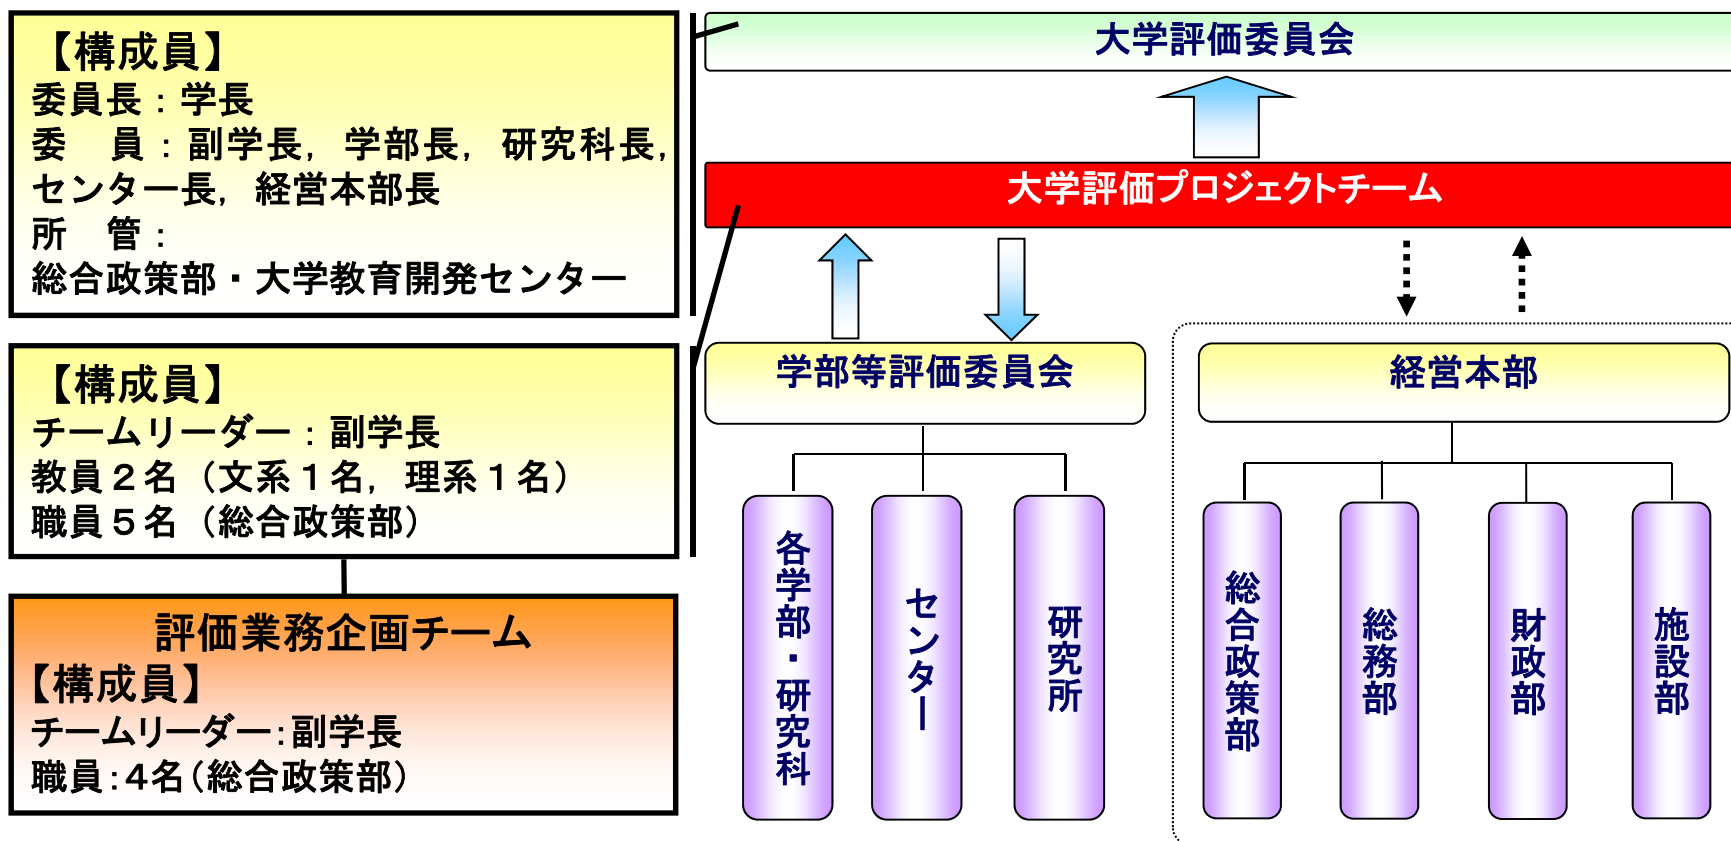 【構成員】
委員長：学長
委　員：副学長，学部長，研究科長，
センター長，経営本部長
所　管：
総合政策部・大学教育開発センター
【構成員】
チームリーダー：副学長
教員２名（文系１名，理系１名）
職員５名（総合政策部）
評価業務企画チーム
【構成員】
チームリーダー:副学長
職員:4名(総合政策部)
大学評価委員会
大学評価プロジェクトチーム
学部等評価委員会
経営本部
各学部・研究科
センター
研究所
総合政策部
総務部
財政部
施設部